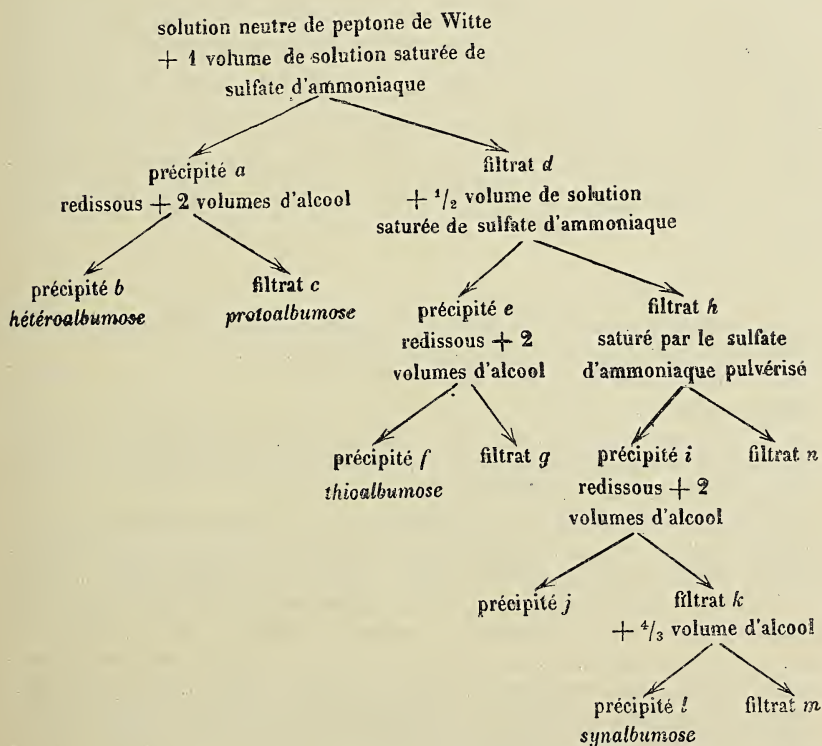 solution neutre de peptone de Witte
+ 1 volume de solution saturée de
sulfate d'ammoniaque
précipité a
redissous + 2 volumes d'alcool
filtrat d
+ 1/2 volume de solution
saturée de sulfate d'ammoniaque
précipité b
hétéroalbumose
filtrat c
protoalbumose
précipité e
redissous + 2
volumes d'alcool
filtrat h
saturé par le sulfate
d'ammoniaque pulvérisé
précipité f
thioalbumose
filtrat g
précipité i
redissous + 2
volumes d'alcool
filtrat n
précipité j
filtrat k
+ 4/3 volume d'alcool
précipité l
synalbumose
filtrat m